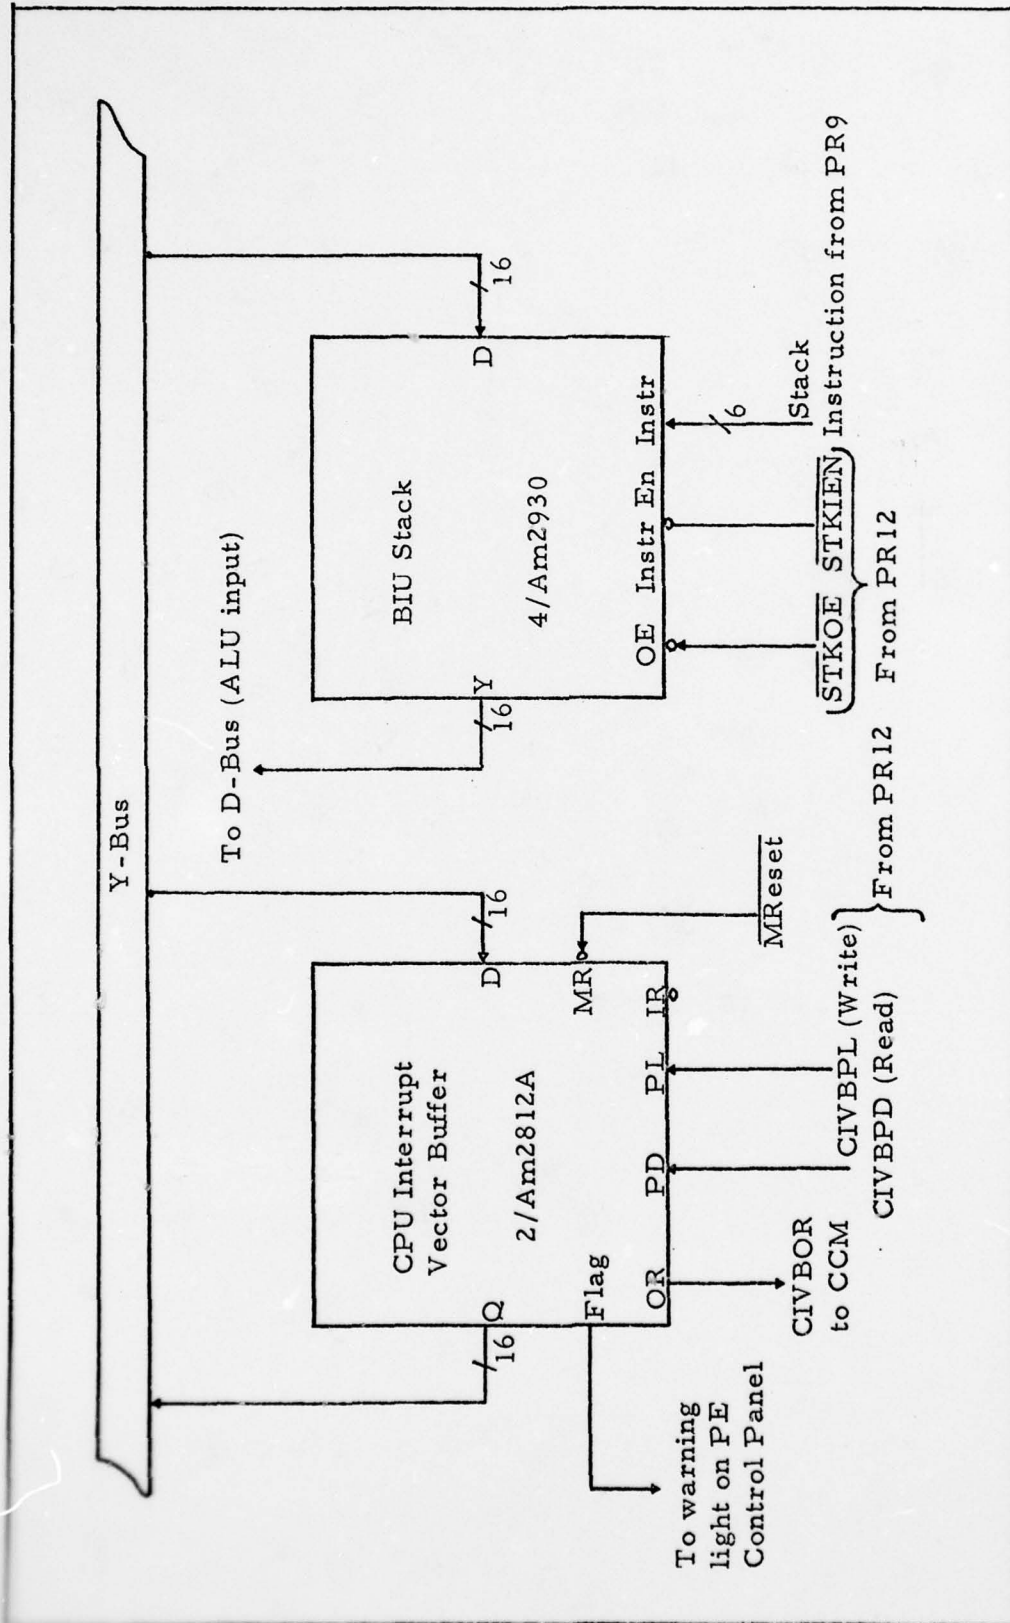 Y-Bus
To D-Bus (ALU input)
CPU Interrupt
Vector Buffer
2/Am2812A
Q
16
D
16
Flag
MR
OR
PD
PL
IR
To warning
light on PE
Control Panel
CIVBOR
to CCM
CIVBPL (Write)
CIVBPD (Read)
From PR12
MReset
BIU Stack
4/Am2930
Y
16
D
16
OE
Instr En
Instr
6
STKOE
STKIEN
From PR12
Stack
Instruction from PR9